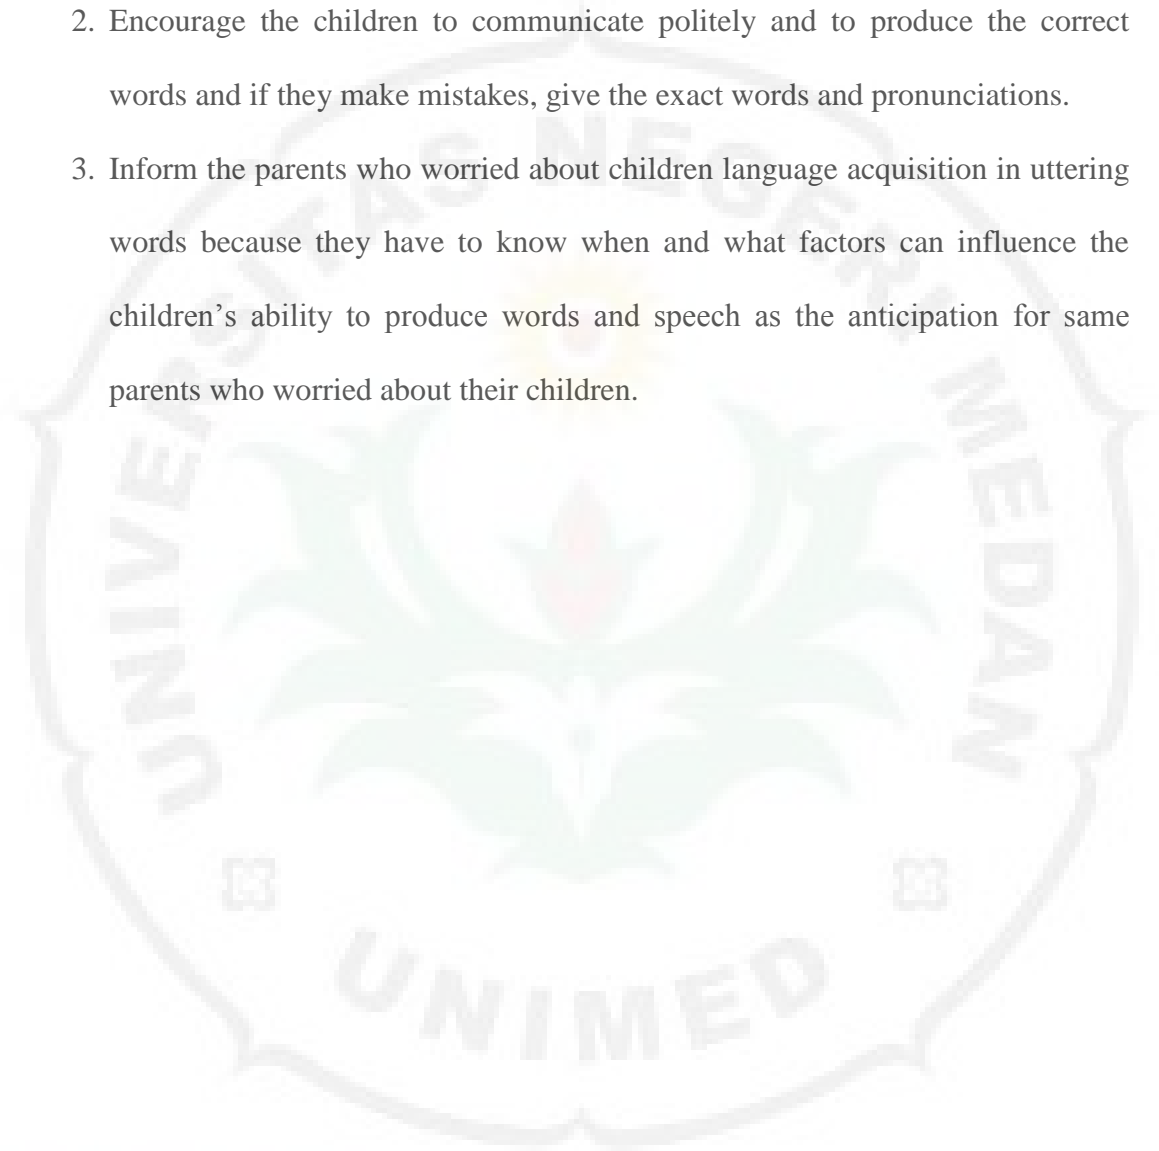 2. Encourage the children to communicate politely and to produce the correct
words and if they make mistakes, give the exact words and pronunciations.
3. Inform the parents who worried about children language acquisition in uttering
words because they have to know when and what factors can influence the
children’s ability to produce words and speech as the anticipation for same
parents who worried about their children.
UNIVERSITAS NEGERI MEDAN
UNIMED